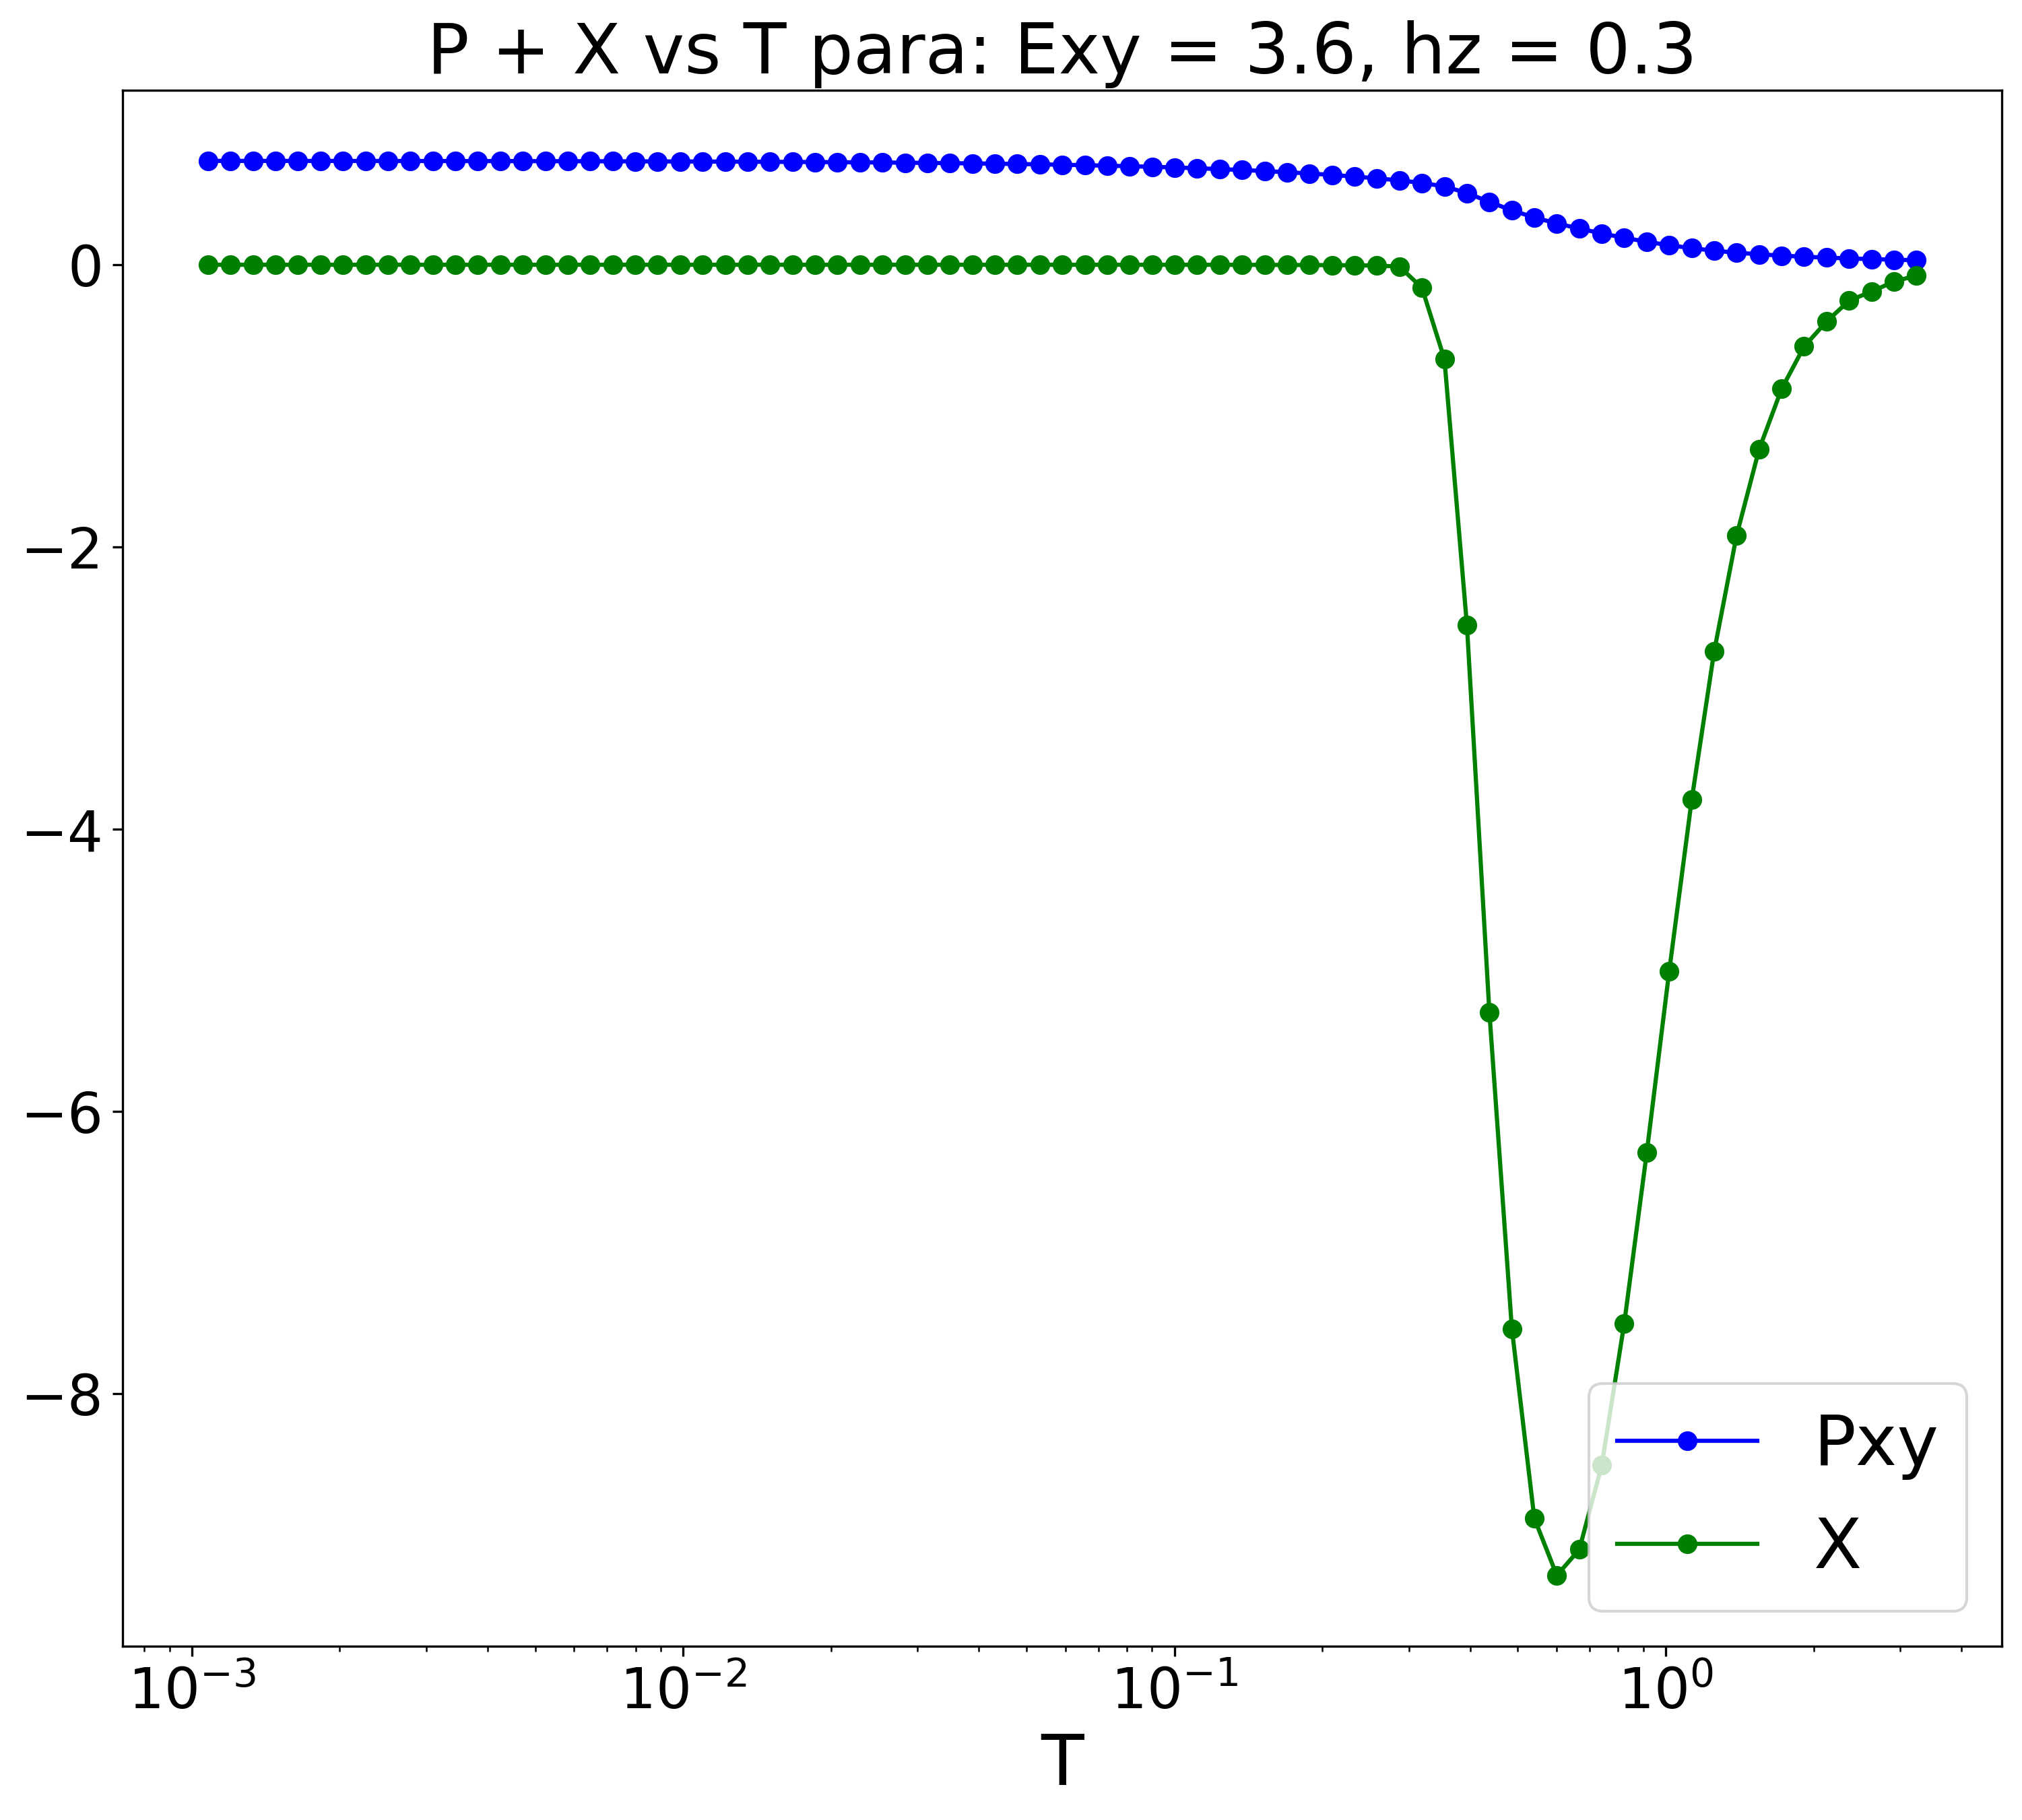 P + X vs T para: Exy = 3.6, hz = 0.3
0
−2
−4
−6
−8
Pxy
X
10⁻³ 10⁻² 10⁻¹ 10⁰
T